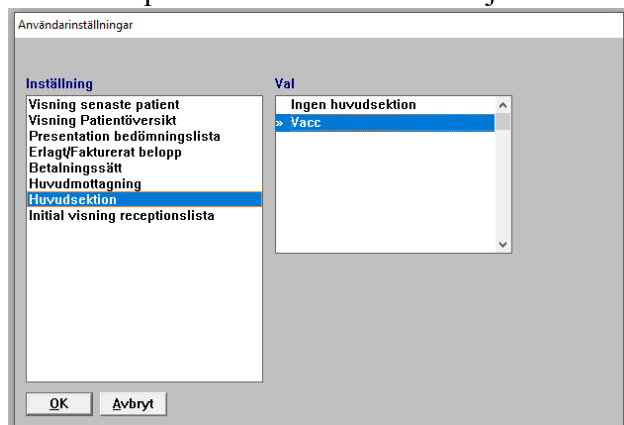 Användarinställningar
Inställning
Val
Visning senaste patient
Visning Patientöversikt
Presentation bedömningslista
Erlagt/Fakturerat belopp
Betalningssätt
Huvudmottagning
Huvudsektion
Initial visning receptionslista
Ingen huvudsektion
» Vacc
OK
Avbryt